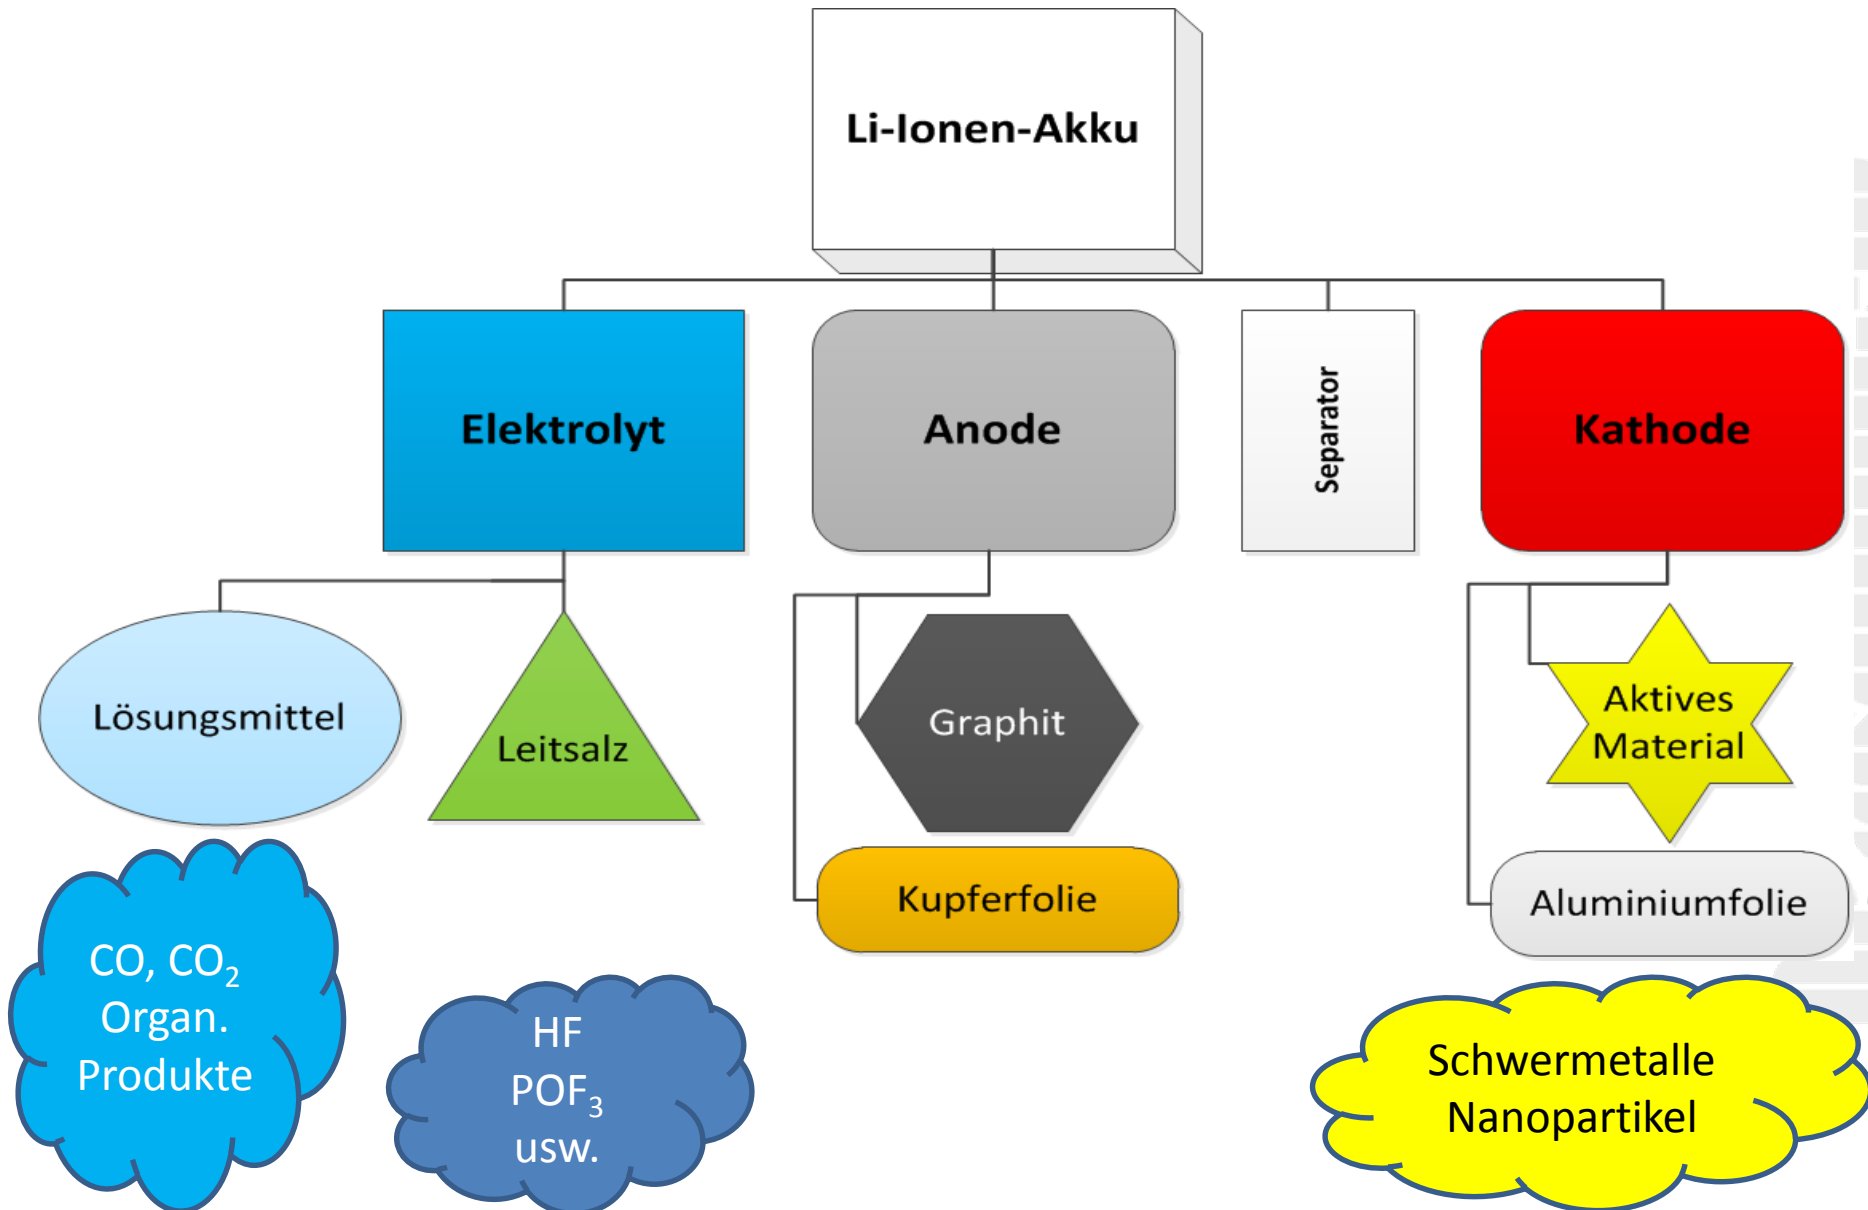 Li-Ionen-Akku
Elektrolyt
Anode
Separator
Kathode
Lösungsmittel
Leitsalz
Graphit
Aktives
Material
Kupferfolie
Aluminiumfolie
CO, CO₂
Organ.
Produkte
HF
POF₃
usw.
Schwermetalle
Nanopartikel